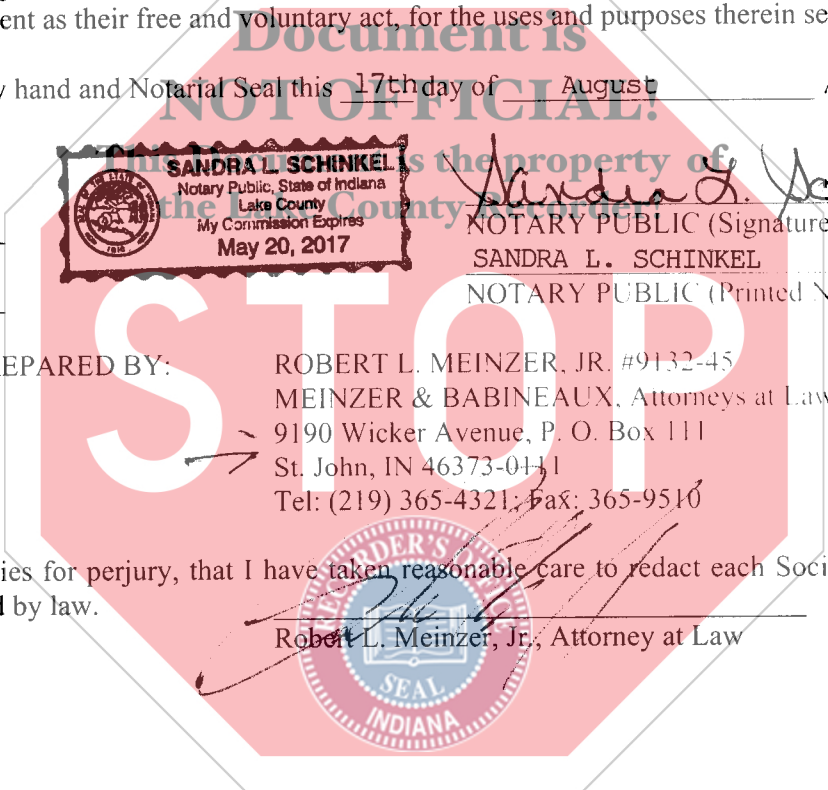 ent as their free and voluntary act, for the uses and purposes therein se
Document is
hand and Notarial Seal this 17th day of August
NOT OFFICIAL!
This Document is the property of
the Lake County Recorder!
SANDRA L. SCHINKEL
Notary Public, State of Indiana
Lake County
My Commission Expires
May 20, 2017
Sandra L. Sc
NOTARY PUBLIC (Signature
SANDRA L. SCHINKEL
NOTARY PUBLIC (Printed N
STOP
EPARED BY: ROBERT L. MEINZER, JR. #9132-45
MEINZER & BABINEAUX, Attorneys at Law
9190 Wicker Avenue, P. O. Box 111
St. John, IN 46373-0111
Tel: (219) 365-4321; Fax: 365-9510
ies for perjury, that I have taken reasonable care to redact each Soci
d by law.
Robert L. Meinzer, Jr., Attorney at Law
RECORDER'S OFFICE
SEAL
INDIANA